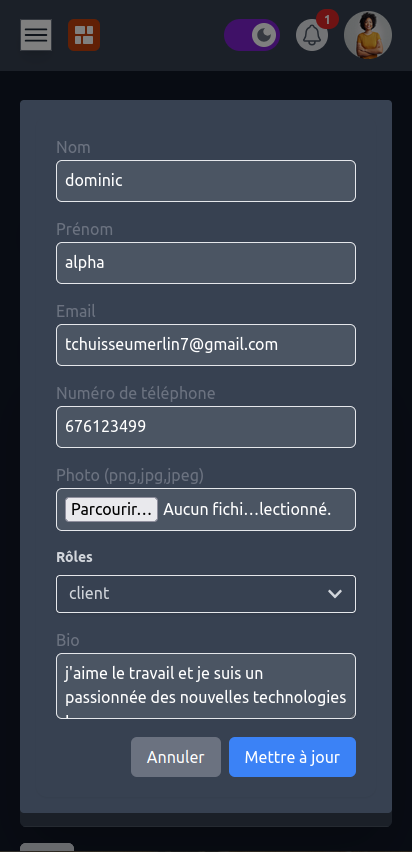 1
Nom
dominic
Prénom
alpha
Email
tchuisseumerlin7@gmail.com
Numéro de téléphone
676123499
Photo (png,jpg,jpeg)
Parcourir… Aucun fichi…lectionné.
Rôles
client
Bio
j'aime le travail et je suis un
passionnée des nouvelles technologies
Annuler Mettre à jour